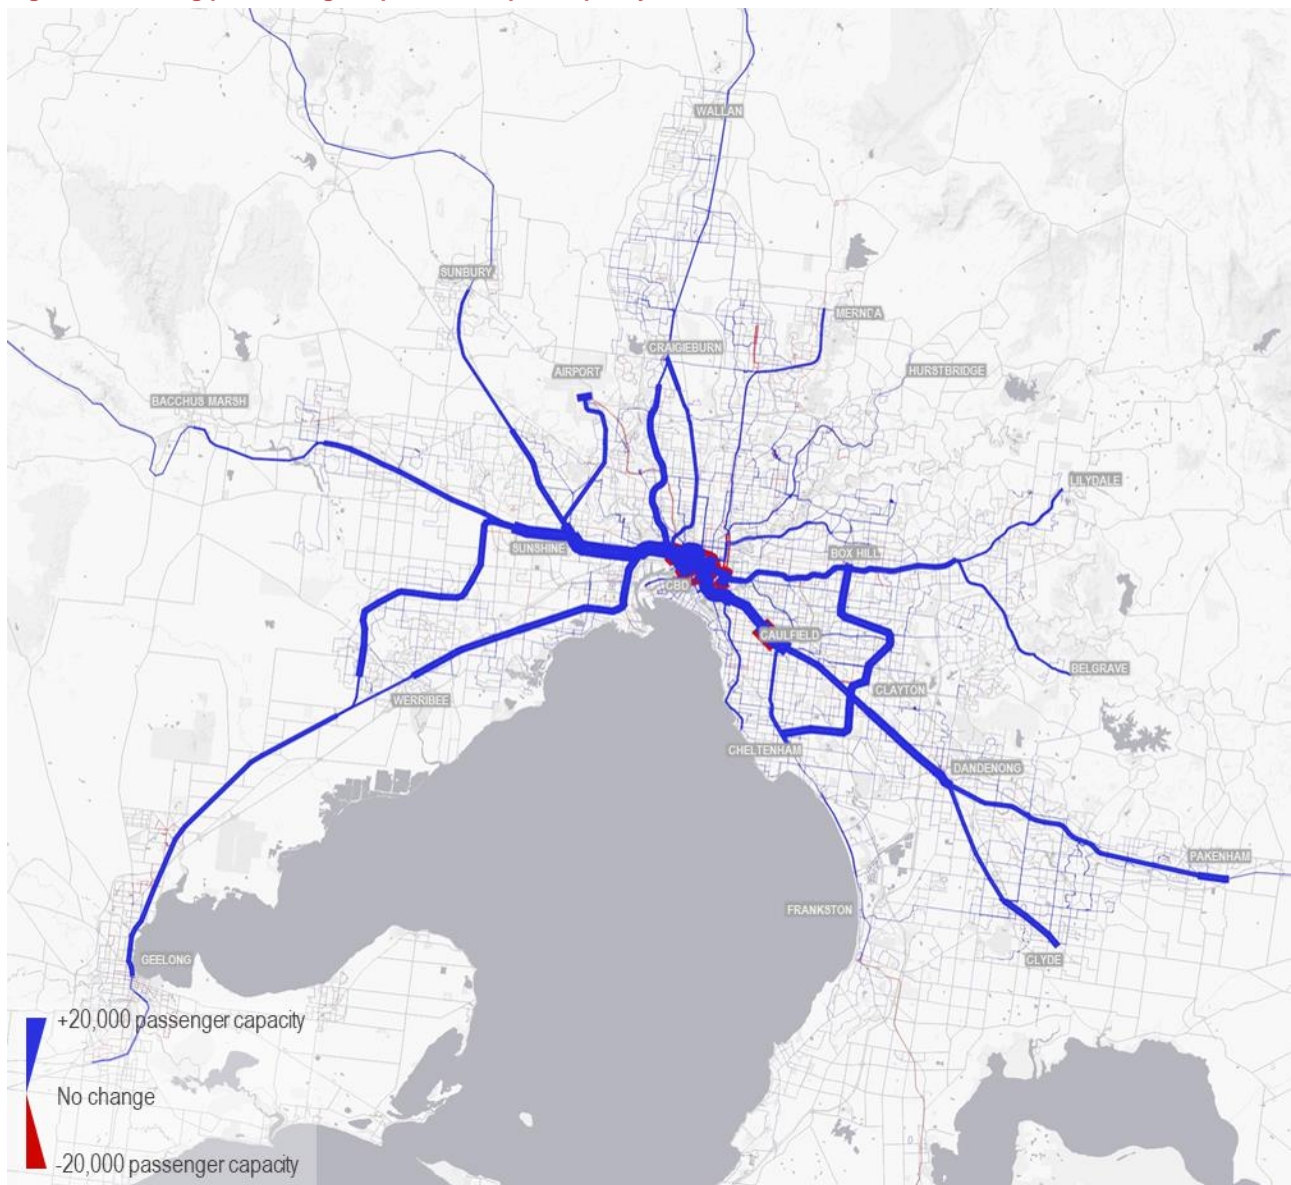 WALLAN
SUNBURY
MERNDA
CRAIGIEBURN
AIRPORT
HURSTBRIDGE
BACCHUS MARSH
LILYDALE
SUNSHINE
BOX HILL
CBD
CAULFIELD
BELGRAVE
CLAYTON
WERRIBEE
CHELTENHAM
DANDENONG
PAKENHAM
FRANKSTON
GEELONG
CLYDE
+20,000 passenger capacity
No change
-20,000 passenger capacity